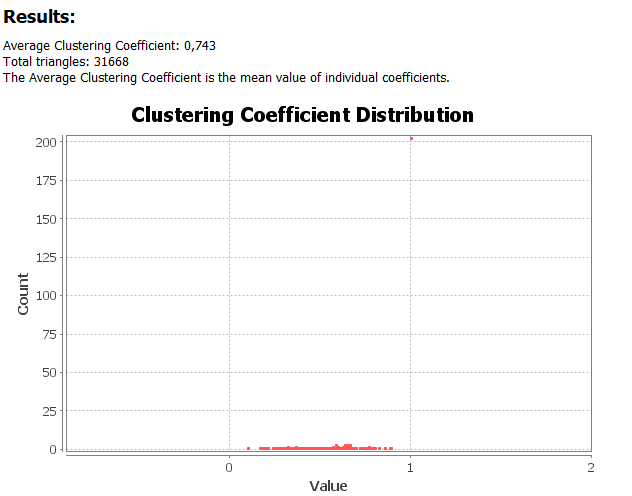 Results:
Average Clustering Coefficient: 0,743
Total triangles: 31668
The Average Clustering Coefficient is the mean value of individual coefficients.
Clustering Coefficient Distribution
200
175
150
125
100
75
50
25
0
Count
0 1 2
Value